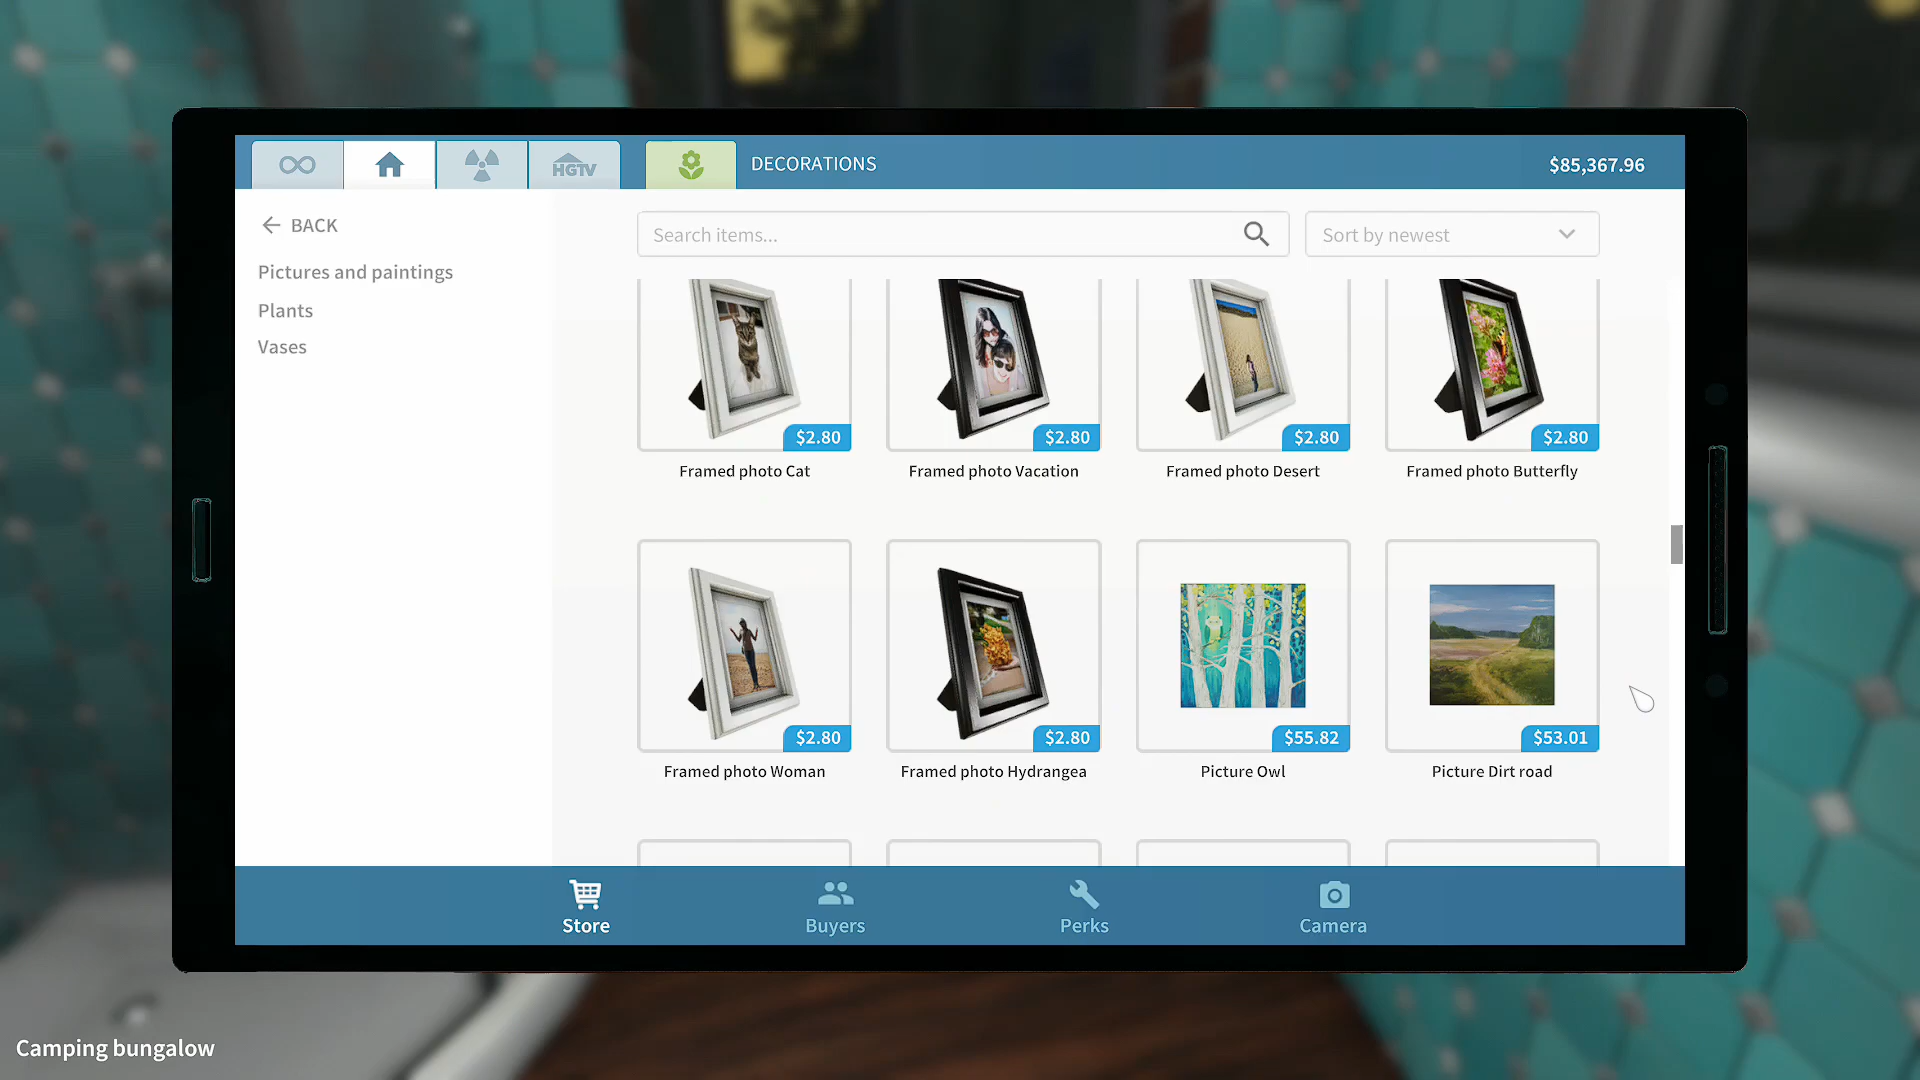 HGTV
DECORATIONS
$85,367.96
BACK
Pictures and paintings
Plants
Vases
Search items...
Sort by newest
$2.80
$2.80
$2.80
$2.80
Framed photo Cat
Framed photo Vacation
Framed photo Desert
Framed photo Butterfly
$2.80
$2.80
$55.82
$53.01
Framed photo Woman
Framed photo Hydrangea
Picture Owl
Picture Dirt road
Store
Buyers
Perks
Camera
Camping bungalow